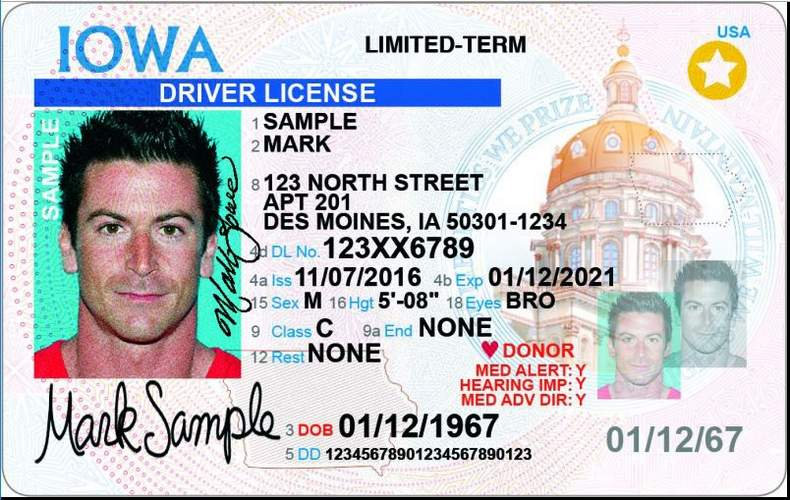 IOWA
LIMITED-TERM
USA
DRIVER LICENSE
SAMPLE
1 SAMPLE
2 MARK
8 123 NORTH STREET
APT 201
DES MOINES, IA 50301-1234
4d DL No. 123XX6789
4a Iss 11/07/2016 4b Exp 01/12/2021
15 Sex M 16 Hgt 5'-08" 18 Eyes BRO
9 Class C 9a End NONE
12 Rest NONE
♥ DONOR
MED ALERT: Y
HEARING IMP: Y
MED ADV DIR: Y
Mark Sample
3 DOB 01/12/1967
5 DD 12345678901234567890123
01/12/67
WE PRIZE